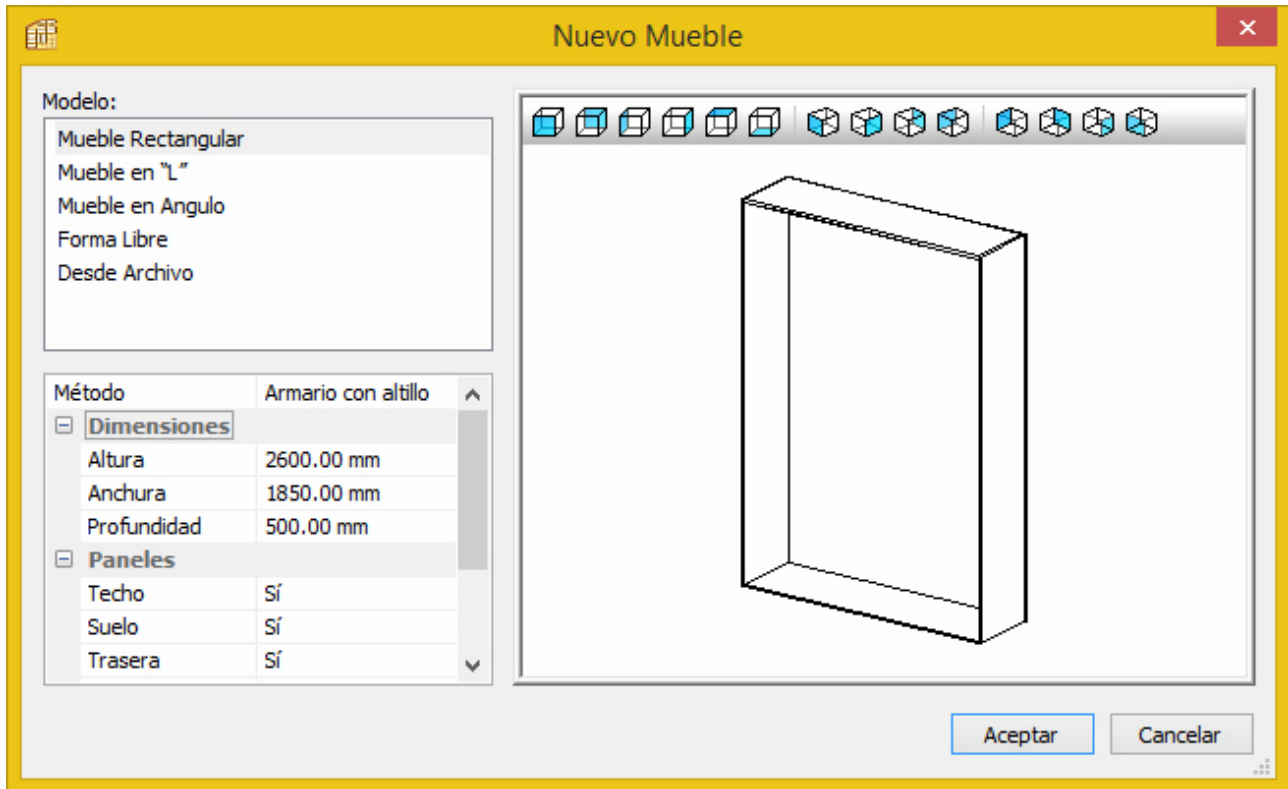 Nuevo Mueble
Modelo:
Mueble Rectangular
Mueble en “L”
Mueble en Angulo
Forma Libre
Desde Archivo
Método Armario con altillo
Dimensiones
Altura 2600.00 mm
Anchura 1850.00 mm
Profundidad 500.00 mm
Paneles
Techo Sí
Suelo Sí
Trasera Sí
Aceptar Cancelar